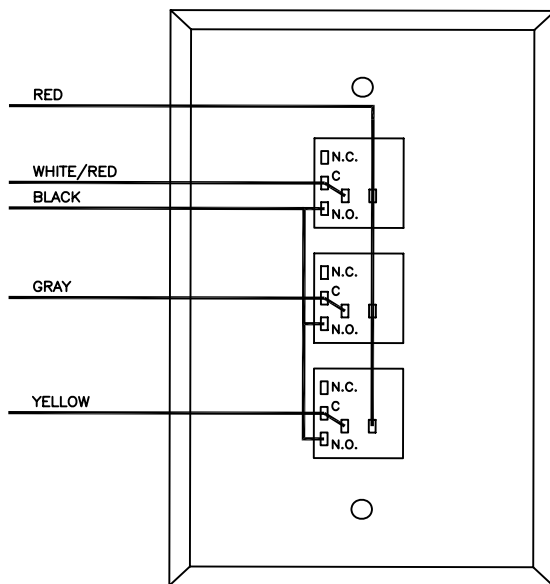 RED
N.C.
WHITE/RED
C
BLACK
N.O.
N.C.
GRAY
C
N.O.
N.C.
YELLOW
C
N.O.